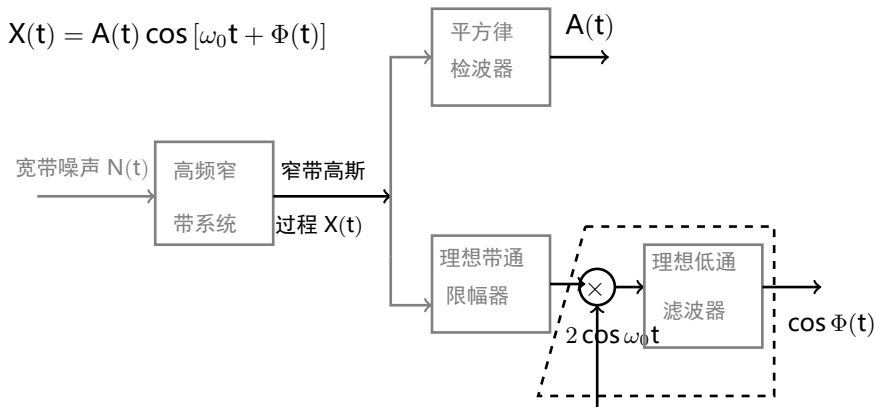 X(t) = A(t) cos [ω₀t + Φ(t)]
平方律
检波器
A(t)
宽带噪声 N(t)
高频窄
带系统
窄带高斯
过程 X(t)
理想带通
限幅器
×
2 cos ω₀t
理想低通
滤波器
cos Φ(t)